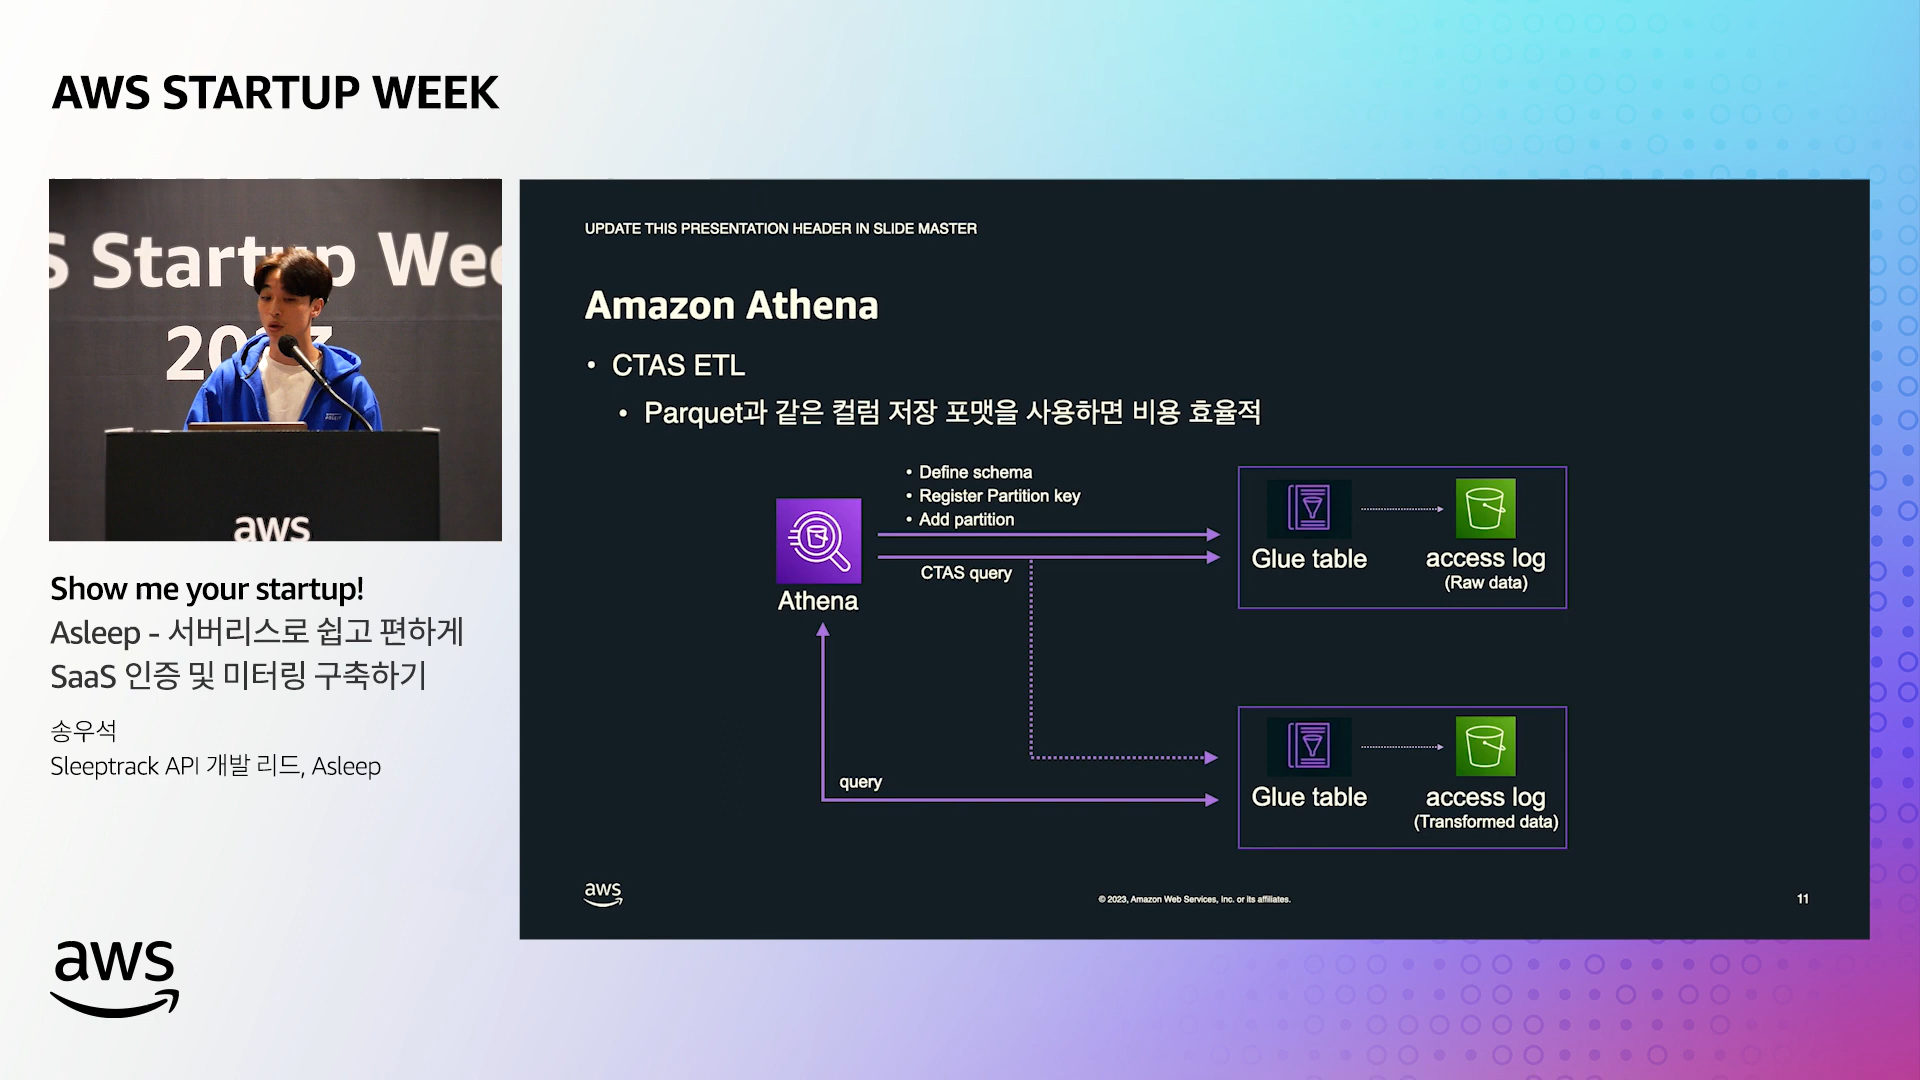 AWS STARTUP WEEK
S Startup Wee
2023
aws
Show me your startup!
Asleep - 서버리스로 쉽고 편하게
SaaS 인증 및 미터링 구축하기
송우석
Sleeptrack API 개발 리드, Asleep
aws
UPDATE THIS PRESENTATION HEADER IN SLIDE MASTER
Amazon Athena
• CTAS ETL
• Parquet과 같은 컬럼 저장 포맷을 사용하면 비용 효율적
• Define schema
• Register Partition key
• Add partition
CTAS query
Athena
Glue table
access log
(Raw data)
query
Glue table
access log
(Transformed data)
aws
© 2023, Amazon Web Services, Inc. or its affiliates.
11